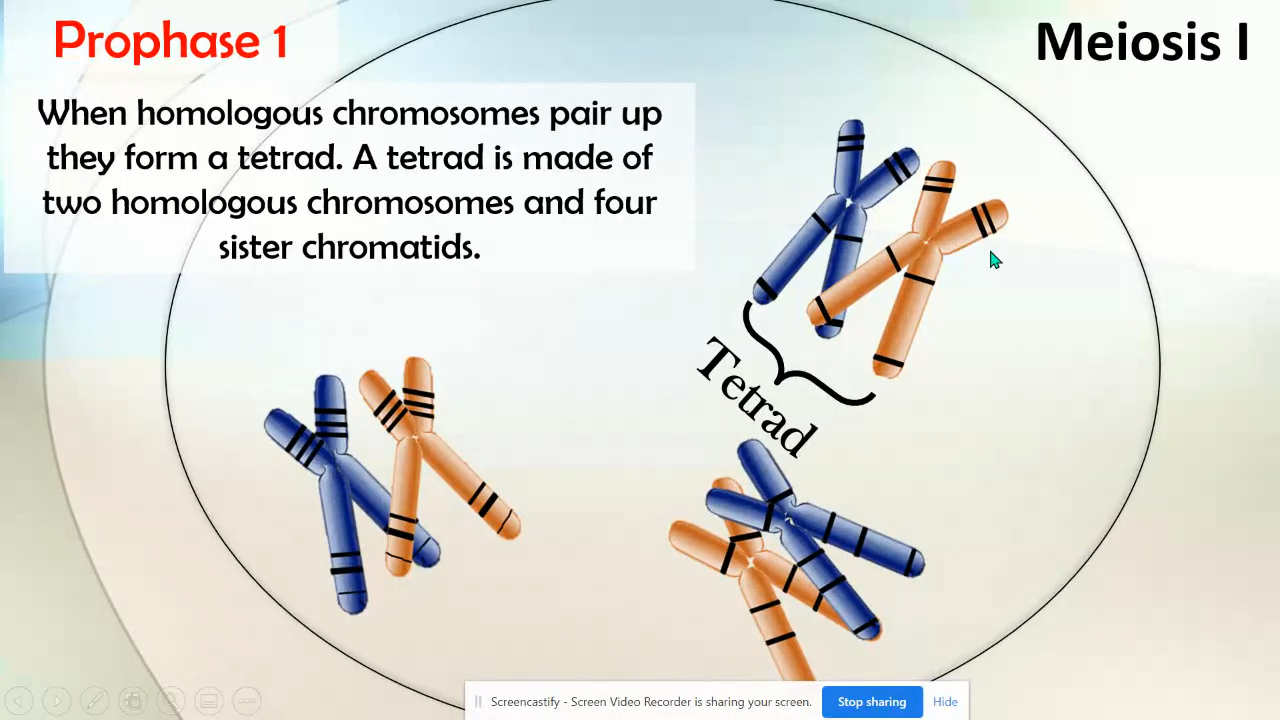 Prophase 1
Meiosis I
When homologous chromosomes pair up
they form a tetrad. A tetrad is made of
two homologous chromosomes and four
sister chromatids.
Tetrad
Screencastify - Screen Video Recorder is sharing your screen.
Stop sharing
Hide